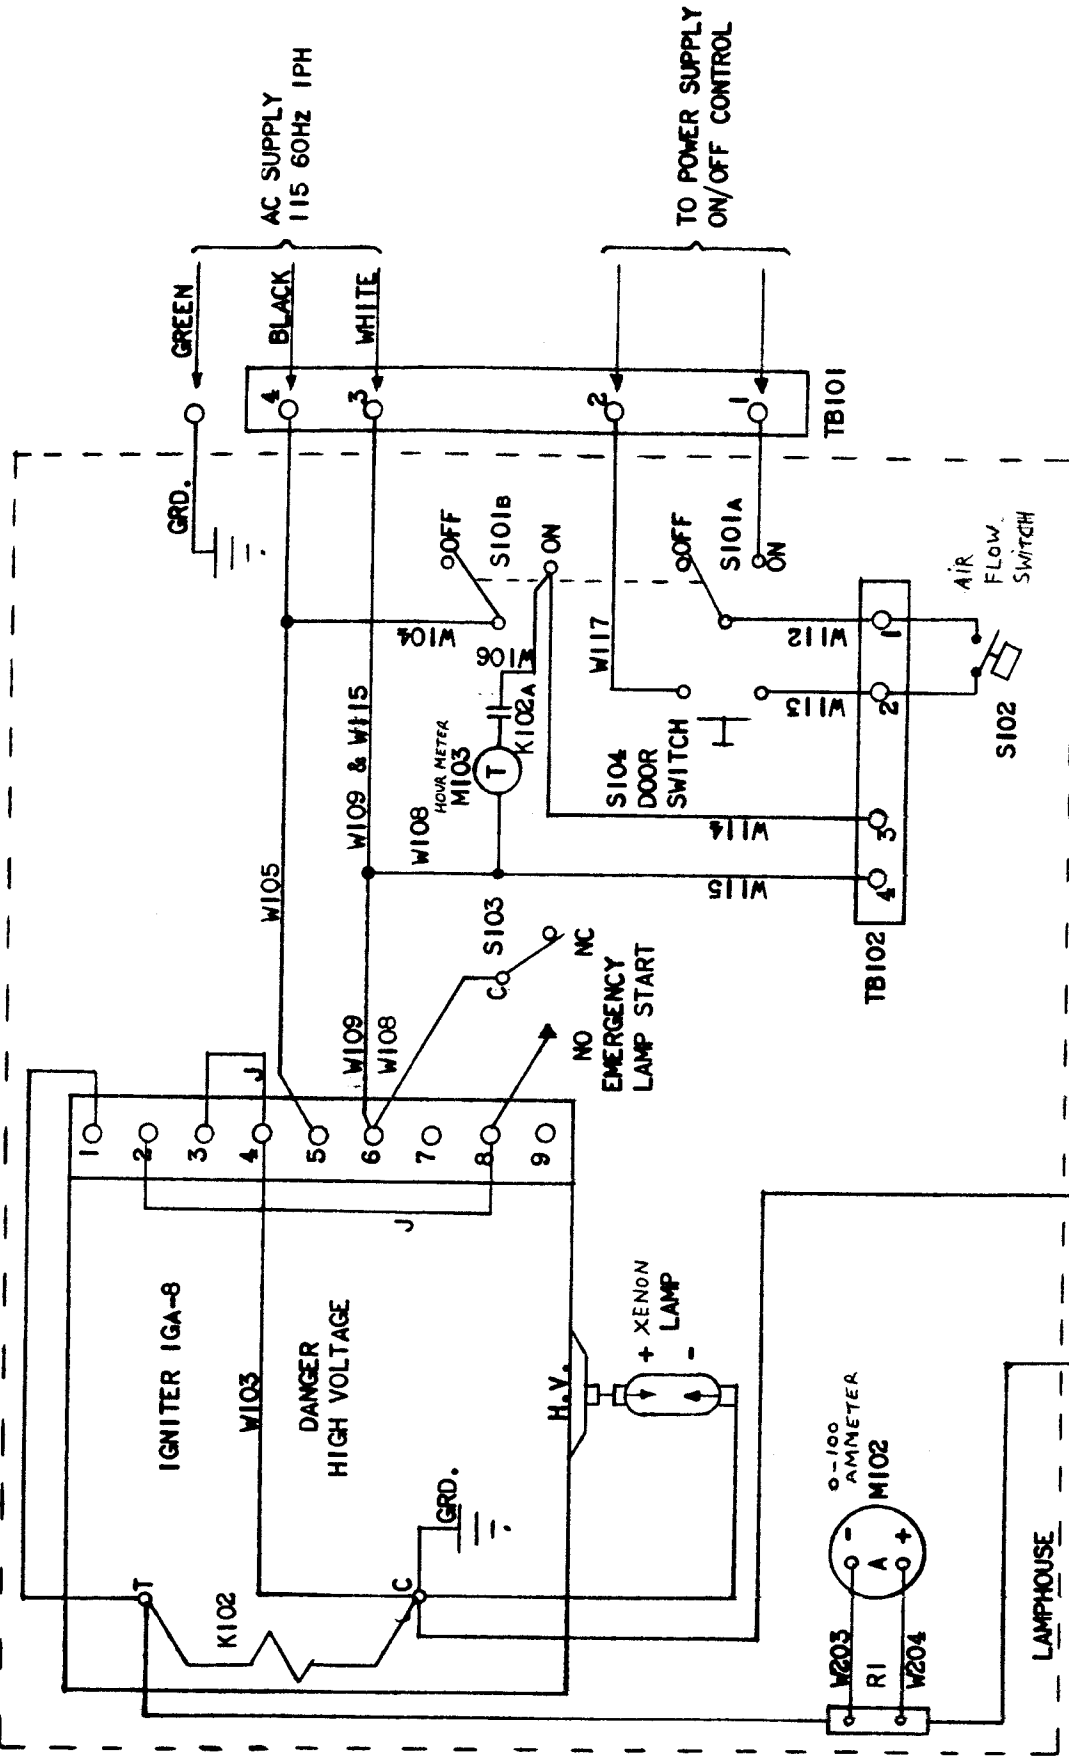 AC SUPPLY
115 60Hz 1PH
TO POWER SUPPLY
ON/OFF CONTROL
GREEN
BLACK
WHITE
4
3
2
1
TB101
GRD.
OFF
S101B
ON
OFF
S101A
ON
AIR
FLOW
SWITCH
W104
W106
W117
W112
1
W113
2
S102
K102A
HOUR METER
M103
T
S104
DOOR
SWITCH
W109 & W115
W108
W114
3
W115
4
TB102
W105
S103
C
NC
NO
EMERGENCY
LAMP START
W109
W108
J
1
2
3
4
5
6
7
8
9
J
IGNITER IGA-8
W103
DANGER
HIGH VOLTAGE
H.V.
+ XENON
LAMP
-
GRD.
T
K102
C
0-100
AMMETER
M102
-
A
+
W203
R1
W204
LAMPHOUSE